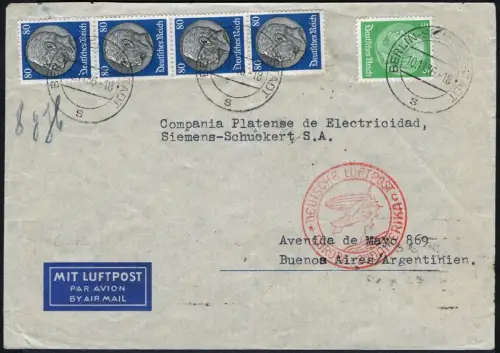 80 Deutsches Reich 80 Deutsches Reich 80 Deutsches Reich 80 Deutsches Reich
Deutsches Reich
BERLIN
S
Compania Platense de Electricidad,
Siemens-Schuckert S.A.
DEUTSCHE LUFTPOST
Avenida de Mayo 869
Buenos Aires/Argentinien.
MIT LUFTPOST
PAR AVION
BY AIR MAIL